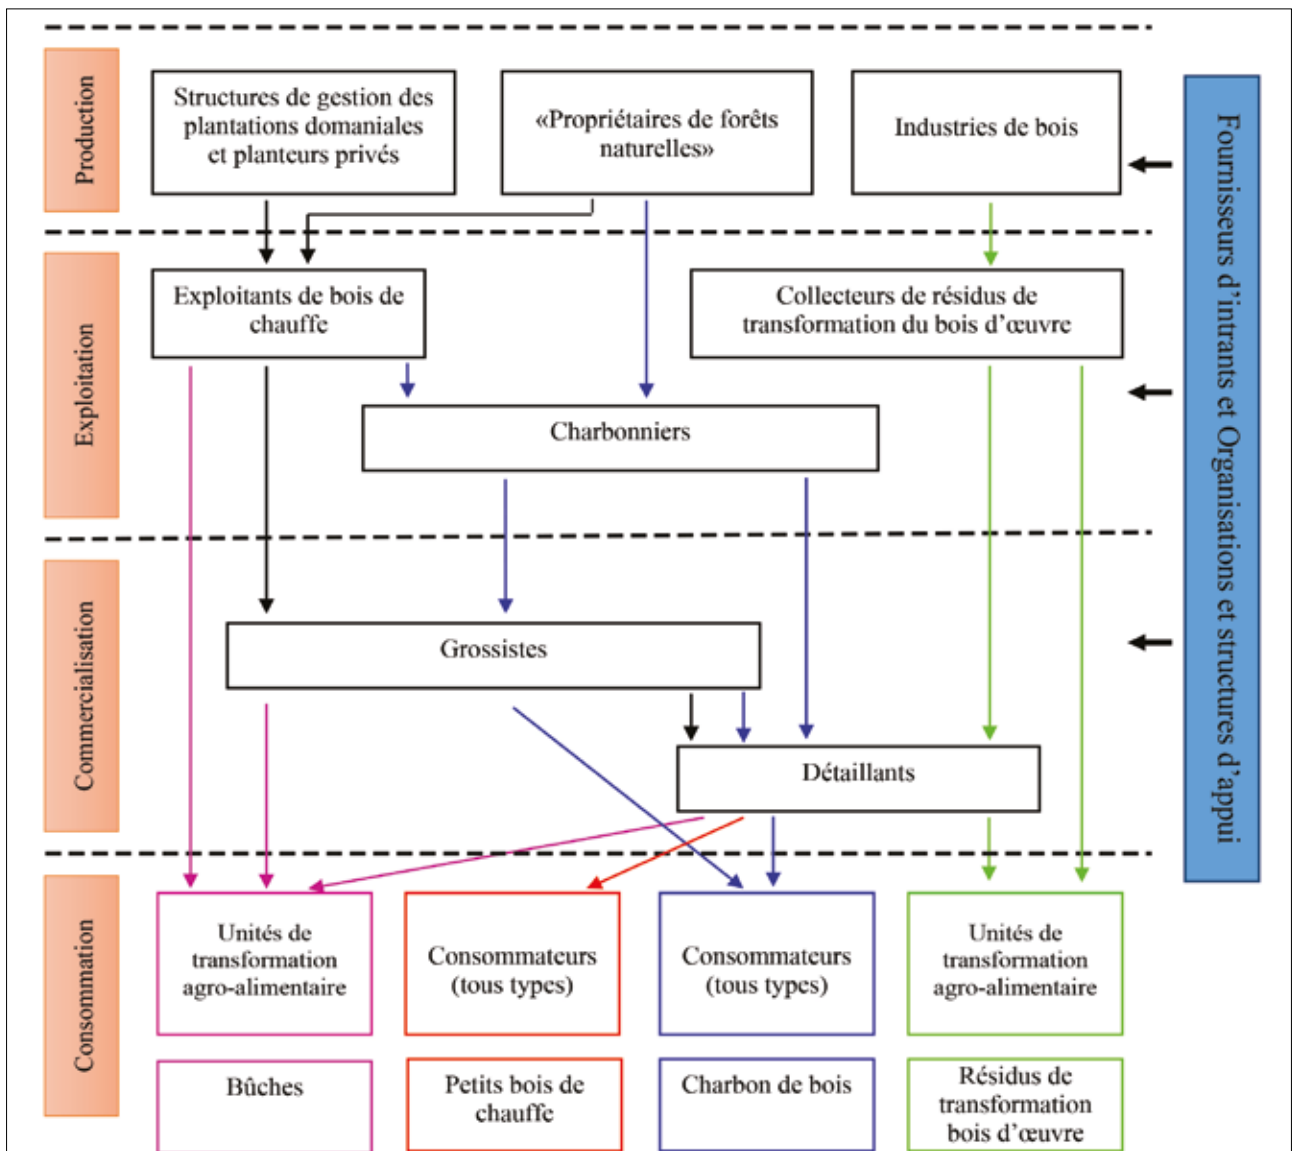 Production
Structures de gestion des
plantations domaniales
et planteurs privés
«Propriétaires de forêts
naturelles»
Industries de bois
Fournisseurs d'intrants et Organisations et structures d'appui
Exploitation
Exploitants de bois de
chauffe
Collecteurs de résidus de
transformation du bois d'œuvre
Charbonniers
Commercialisation
Grossistes
Détaillants
Consommation
Unités de
transformation
agro-alimentaire
Consommateurs
(tous types)
Consommateurs
(tous types)
Unités de
transformation
agro-alimentaire
Bûches
Petits bois de
chauffe
Charbon de bois
Résidus de
transformation
bois d'œuvre